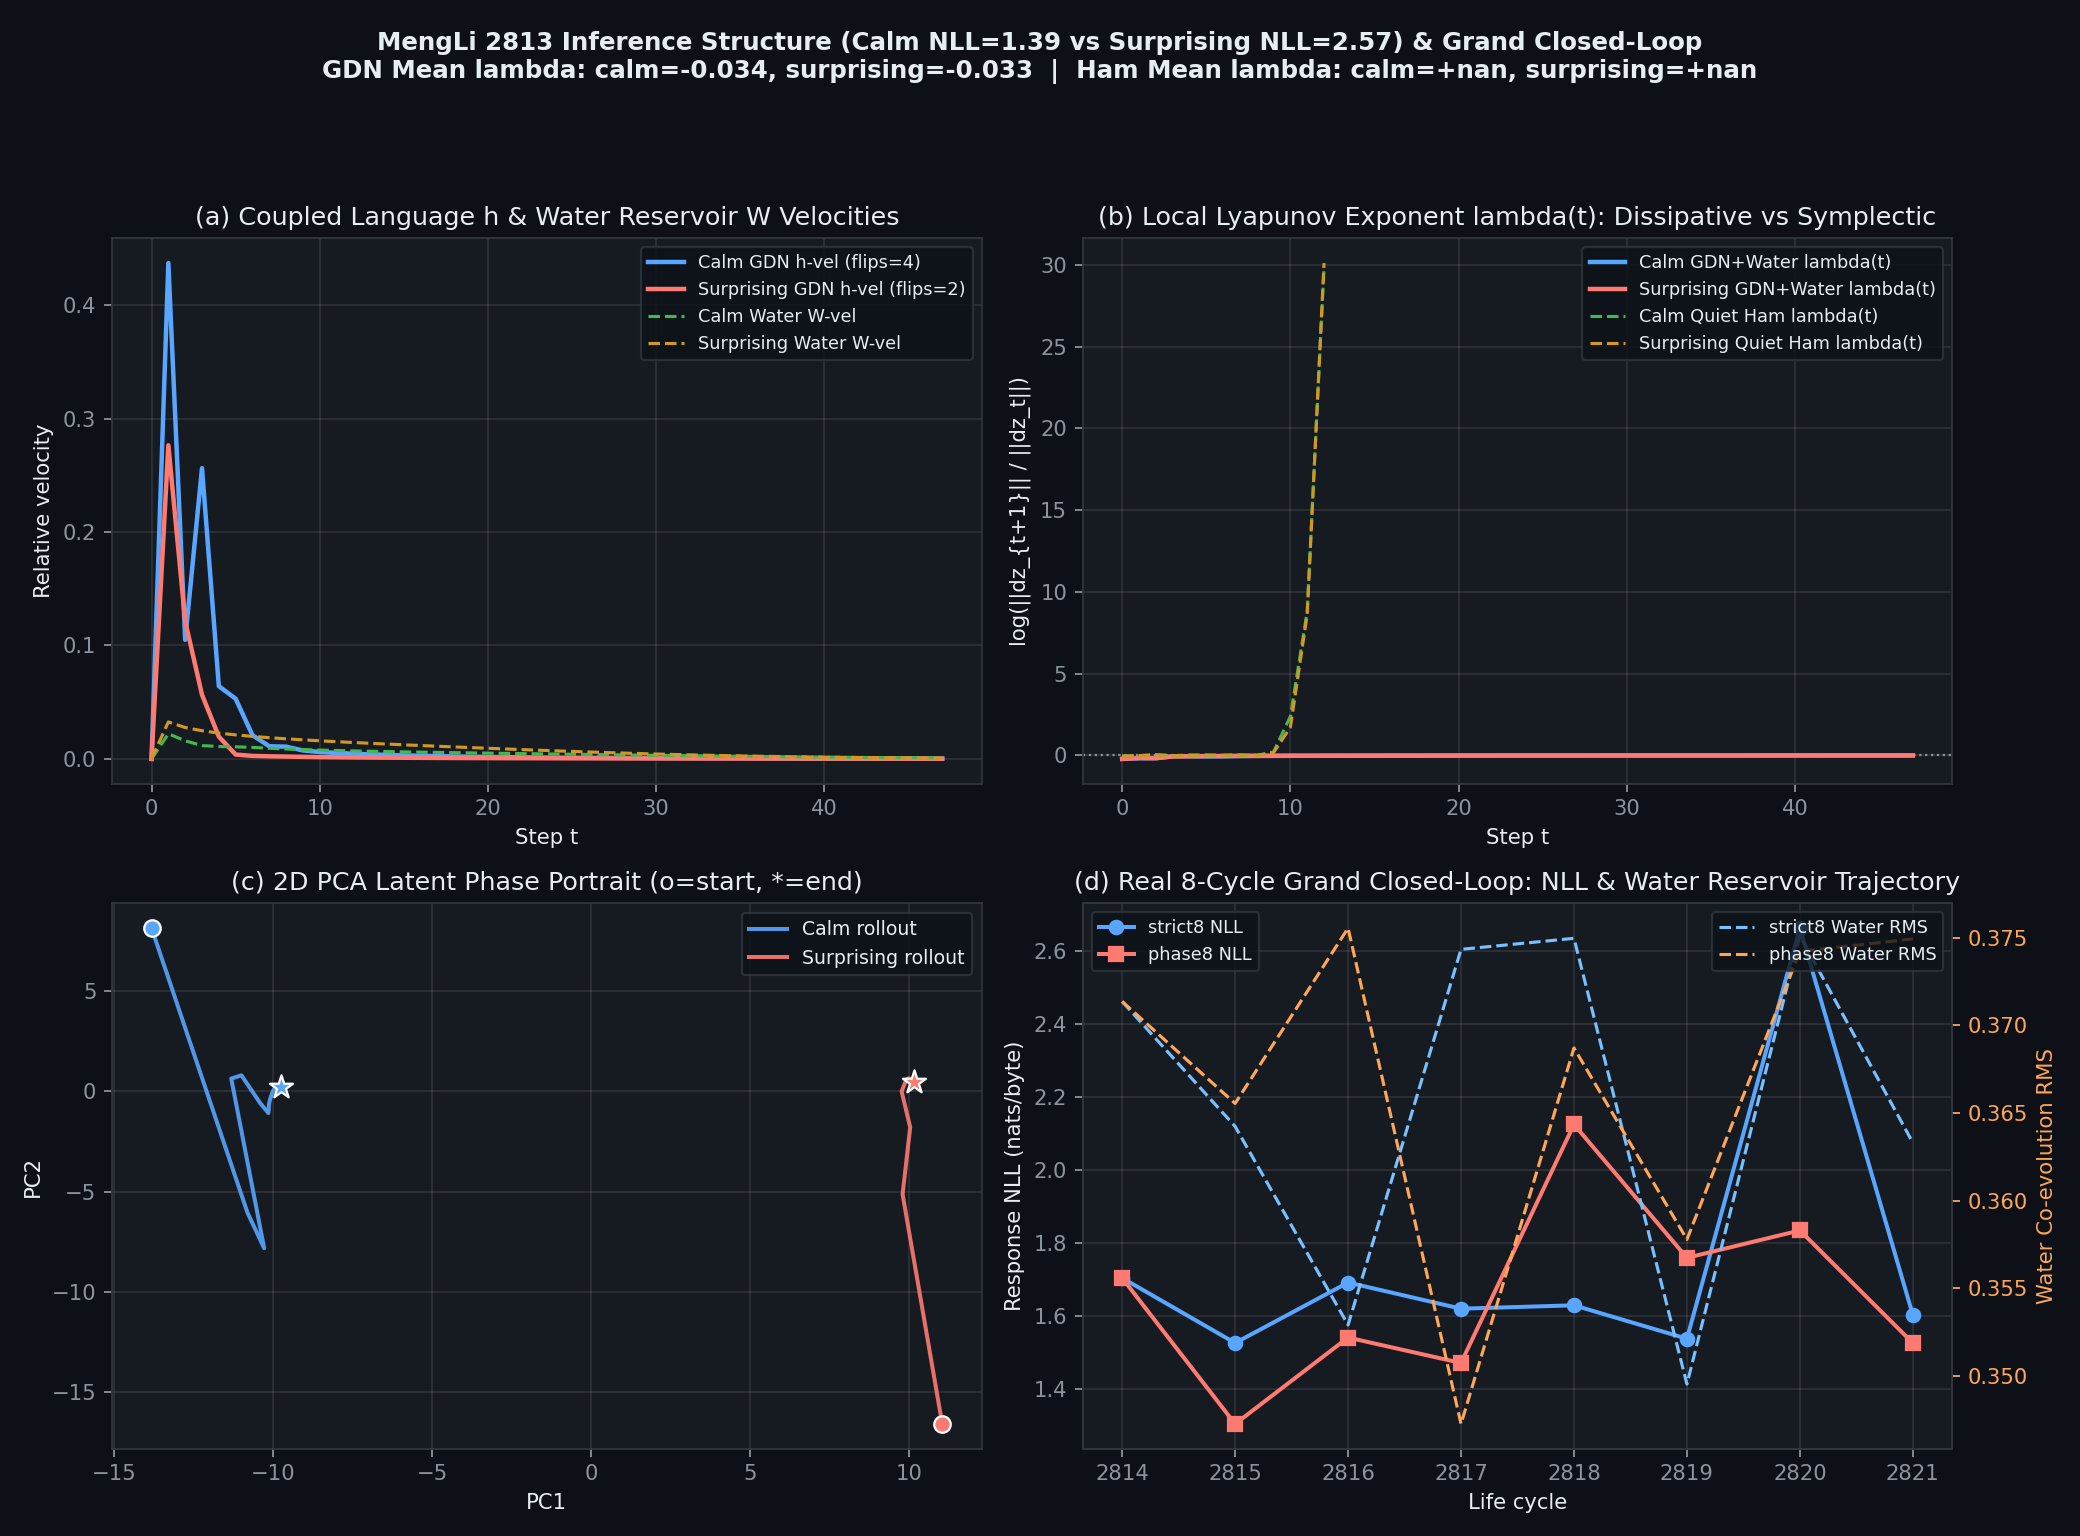 MengLi 2813 Inference Structure (Calm NLL=1.39 vs Surprising NLL=2.57) & Grand Closed-Loop
GDN Mean lambda: calm=-0.034, surprising=-0.033 | Ham Mean lambda: calm=+nan, surprising=+nan
(a) Coupled Language h & Water Reservoir W Velocities
Calm GDN h-vel (flips=4)
Surprising GDN h-vel (flips=2)
Calm Water W-vel
Surprising Water W-vel
Relative velocity
0.4
0.3
0.2
0.1
0.0
0
10
20
30
40
Step t
(b) Local Lyapunov Exponent lambda(t): Dissipative vs Symplectic
Calm GDN+Water lambda(t)
Surprising GDN+Water lambda(t)
Calm Quiet Ham lambda(t)
Surprising Quiet Ham lambda(t)
log(||dz_{t+1}|| / ||dz_t||)
30
25
20
15
10
5
0
0
10
20
30
40
Step t
(c) 2D PCA Latent Phase Portrait (o=start, *=end)
Calm rollout
Surprising rollout
PC2
5
0
−5
−10
−15
−15
−10
−5
0
5
10
PC1
(d) Real 8-Cycle Grand Closed-Loop: NLL & Water Reservoir Trajectory
strict8 NLL
phase8 NLL
strict8 Water RMS
phase8 Water RMS
Response NLL (nats/byte)
2.6
2.4
2.2
2.0
1.8
1.6
1.4
2814
2815
2816
2817
2818
2819
2820
2821
Life cycle
0.375
0.370
0.365
0.360
0.355
0.350
Water Co-evolution RMS